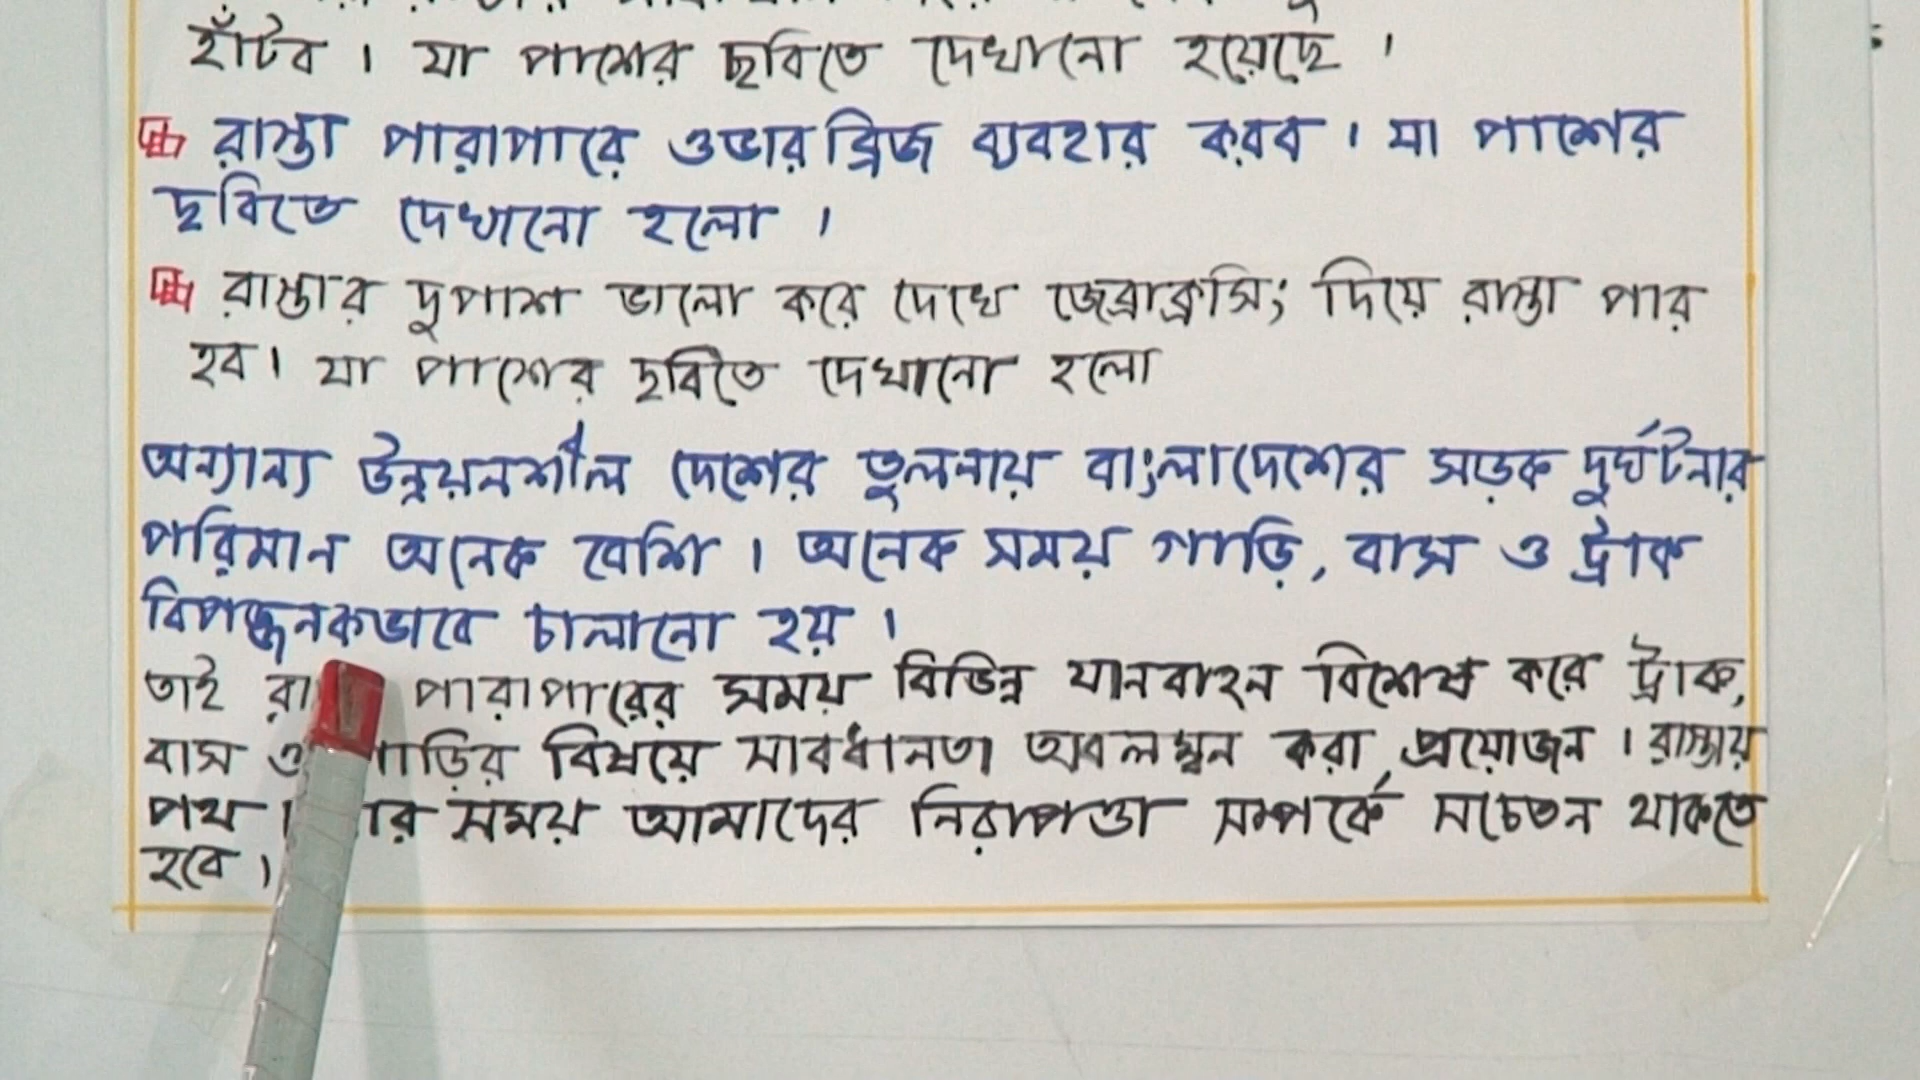 হাঁটব । যা পাশের ছবিতে দেখানো হয়েছে ।
রাস্তা পারাপারে ওভার ব্রিজ ব্যবহার করব । যা পাশের
ছবিতে দেখানো হলো ।
রাস্তার দুপাশ ভালো করে দেখে জেব্রাক্রসিং দিয়ে রাস্তা পার
হব । যা পাশের ছবিতে দেখানো হলো
অন্যান্য উন্নয়নশীল দেশের তুলনায় বাংলাদেশের সড়ক দুর্ঘটনার
পরিমান অনেক বেশি । অনেক সময় গাড়ি, বাস ও ট্রাক
বিপজ্জনকভাবে চালানো হয় ।
তাই পারাপারের সময় বিভিন্ন যানবাহন বিশেষ করে ট্রাক,
বাস বিষয়ে সাবধানতা অবলম্বন করা প্রয়োজন । রাস্তায়
পথ সময় আমাদের নিরাপত্তা সম্পর্কে সচেতন থাকতে
হবে ।